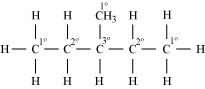 1°
H H CH₃ H H
H — C¹° — C²° — C³° — C²° — C¹° — H
H H H H H